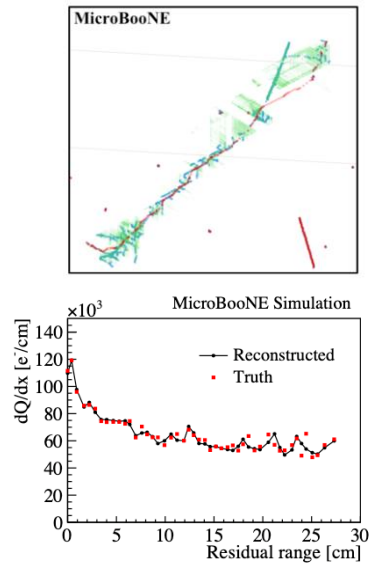 MicroBooNE
MicroBooNE Simulation
×10³
140
120
100
80
60
40
20
0
dQ/dx [e⁻/cm]
Reconstructed
Truth
0 5 10 15 20 25 30
Residual range [cm]